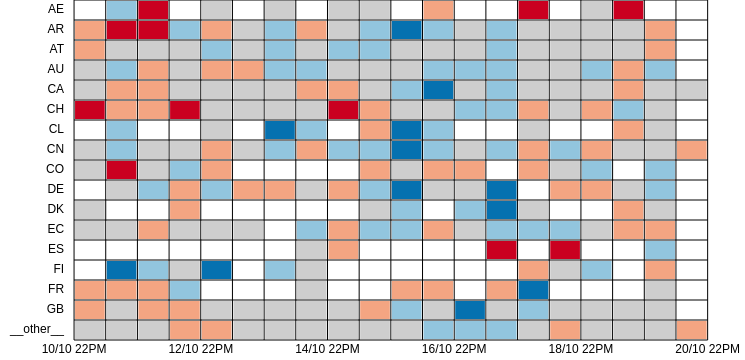 AE
AR
AT
AU
CA
CH
CL
CN
CO
DE
DK
EC
ES
FI
FR
GB
__other__
10/10 22PM 12/10 22PM 14/10 22PM 16/10 22PM 18/10 22PM 20/10 22PM